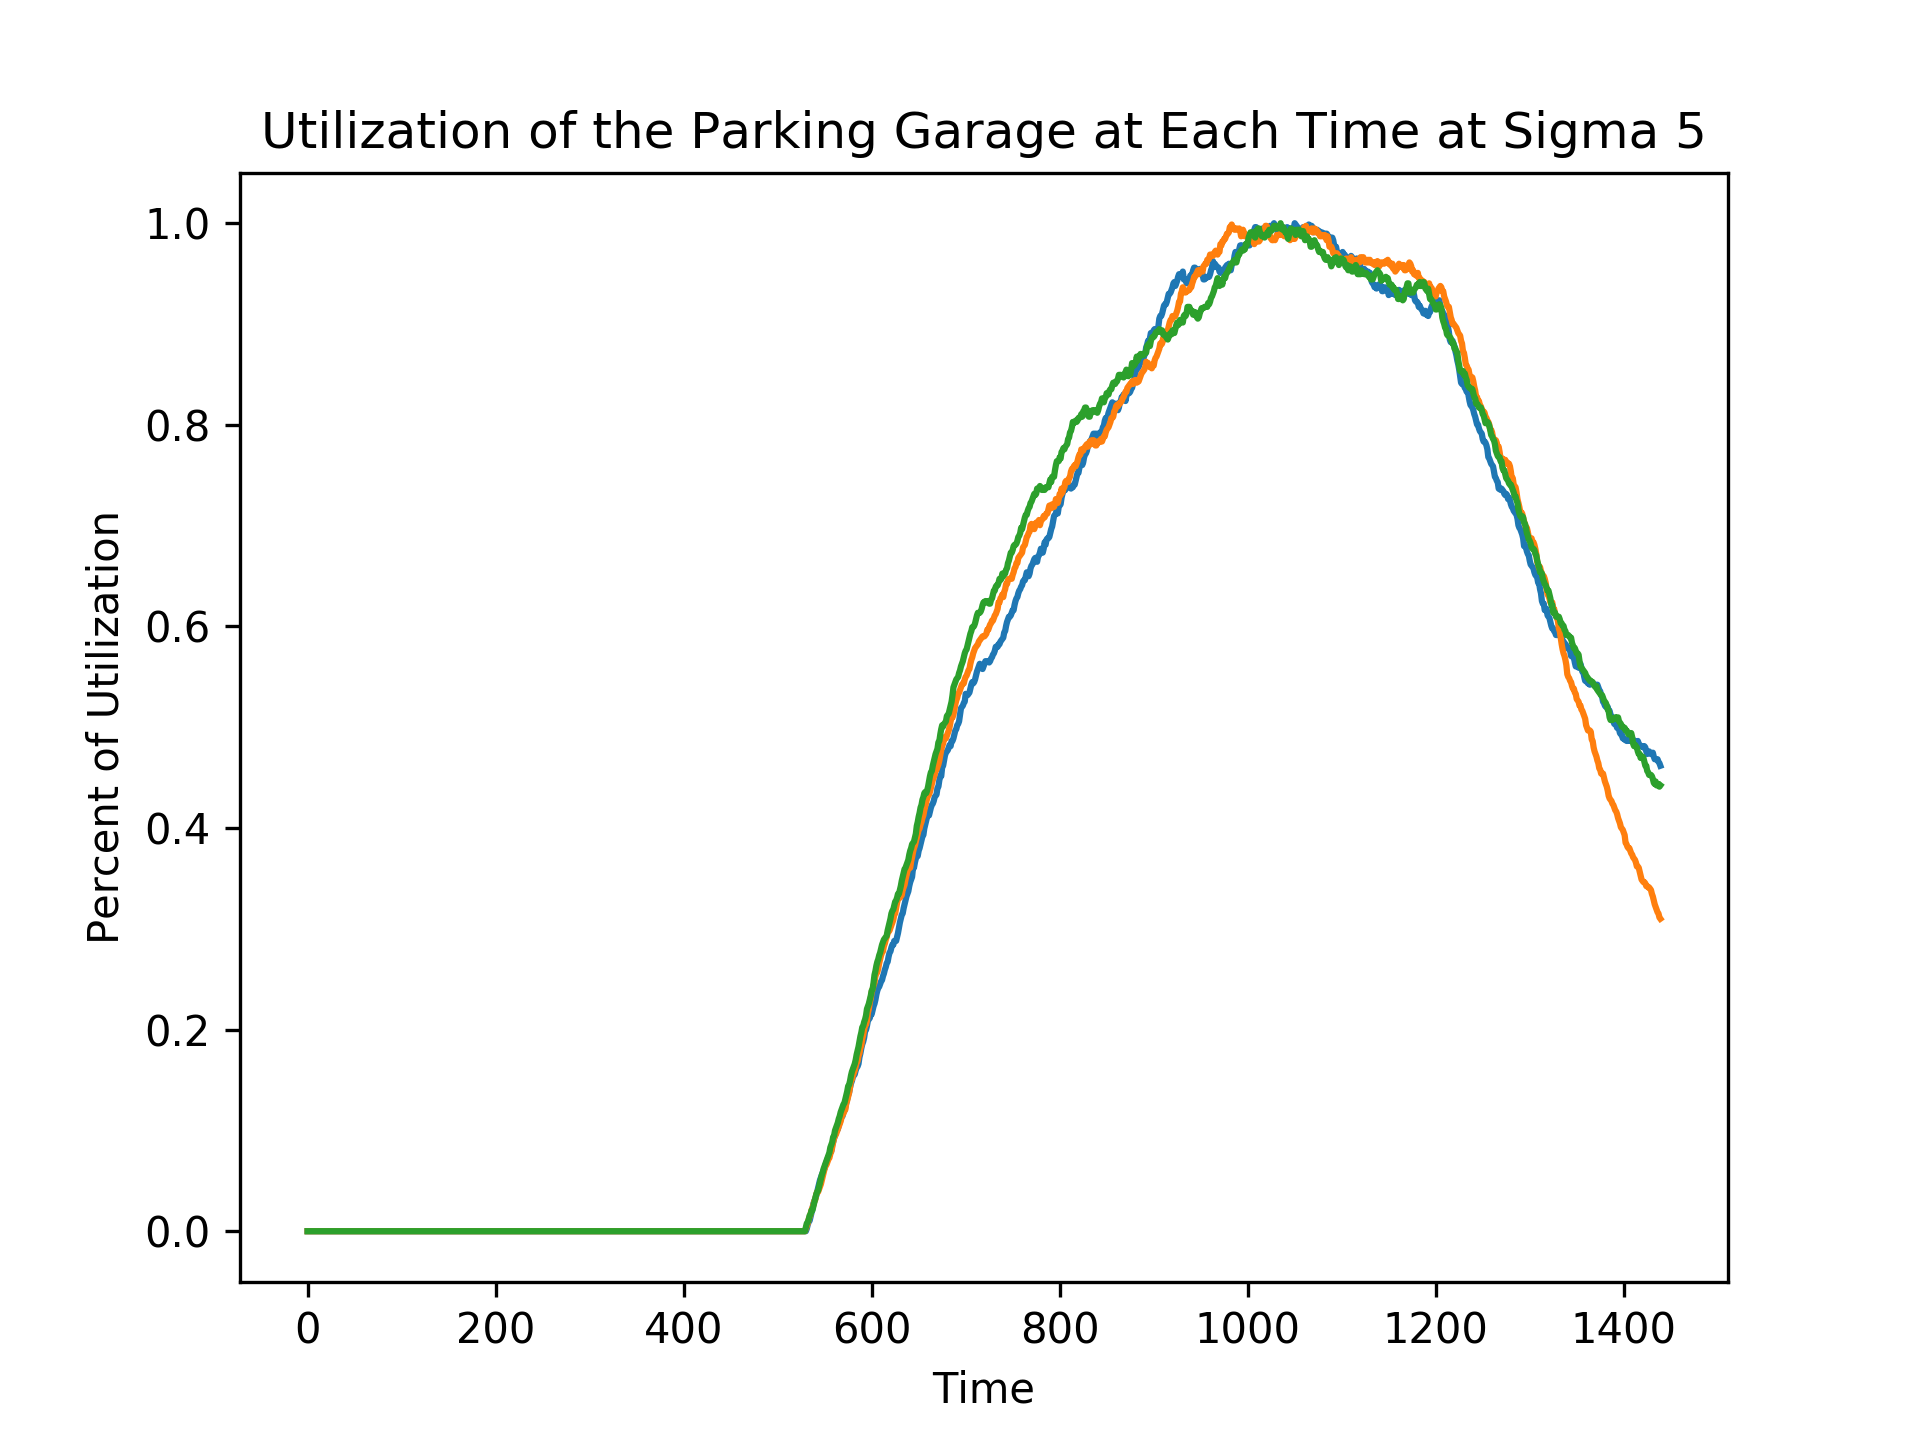 Utilization of the Parking Garage at Each Time at Sigma 5
1.0
0.8
0.6
0.4
0.2
0.0
Percent of Utilization
0 200 400 600 800 1000 1200 1400
Time